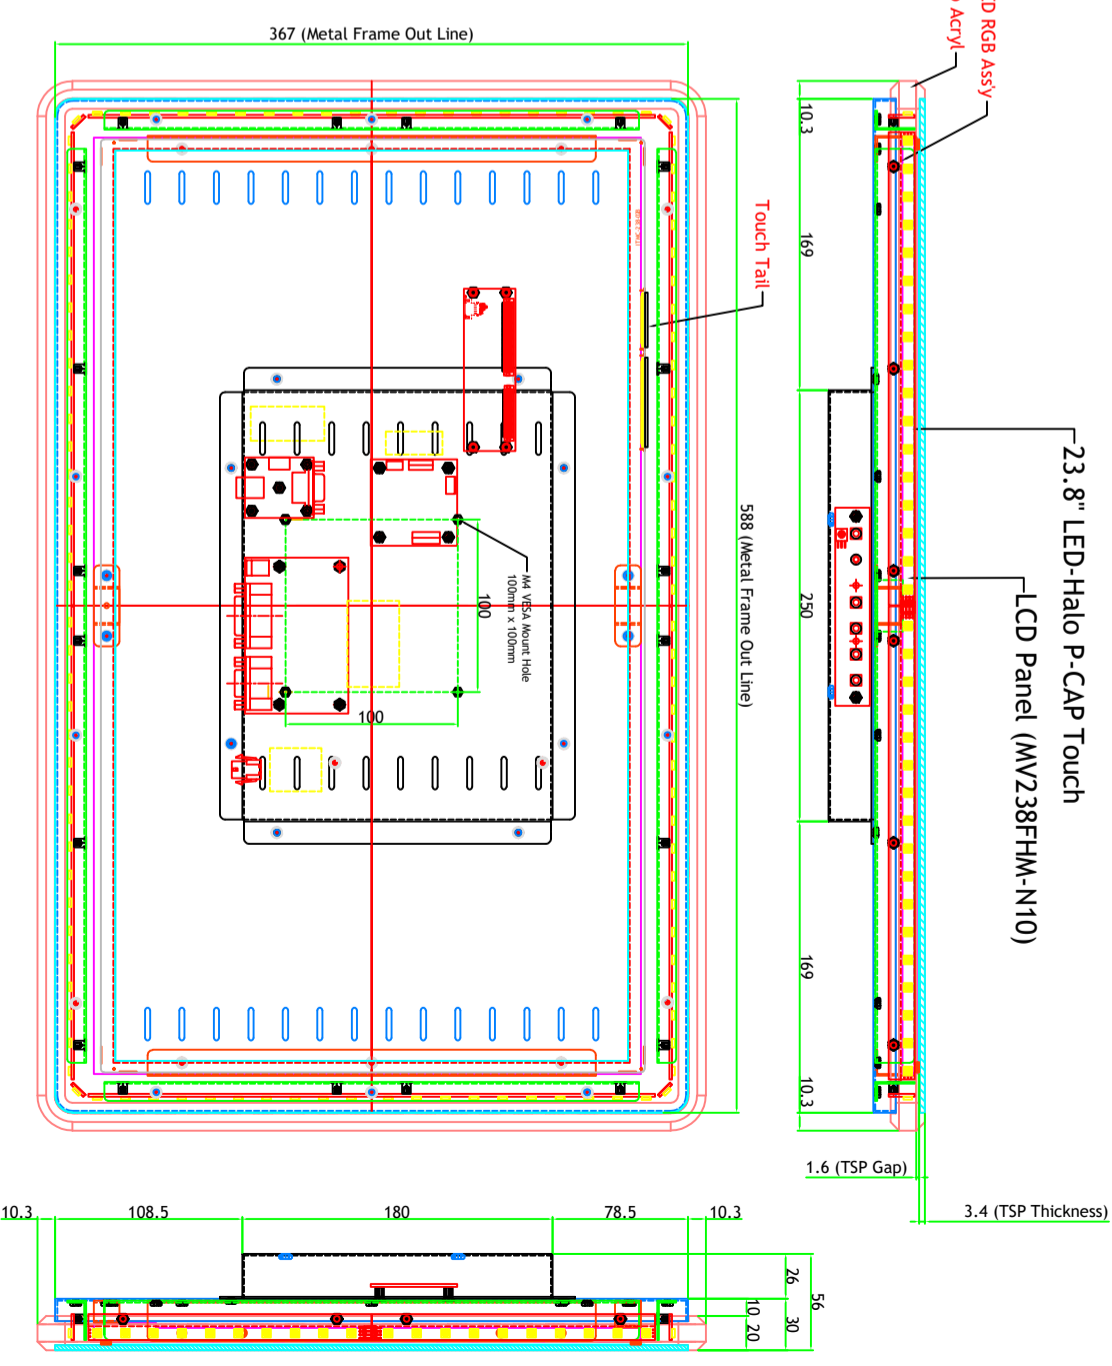 367 (Metal Frame Out Line)
ED RGB Ass'y
Acryl
10.3
169
Touch Tail
23.8" LED-Halo P-CAP Touch
LCD Panel (MV238FHM-N10)
588 (Metal Frame Out Line)
250
M4 VESA Mount Hole
100mm x 100mm
100
100
169
10.3
1.6 (TSP Gap)
3.4 (TSP Thickness)
10.3
108.5
180
78.5
10.3
26
56
10
30
20